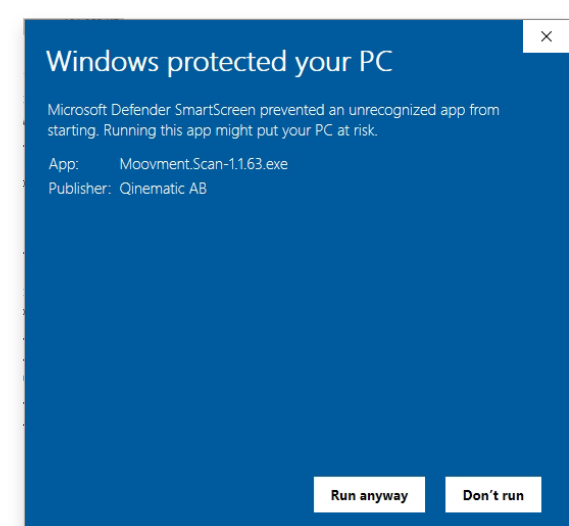 Windows protected your PC
Microsoft Defender SmartScreen prevented an unrecognized app from
starting. Running this app might put your PC at risk.
App: Moovment.Scan-1.1.63.exe
Publisher: Qinematic AB
Run anyway
Don't run